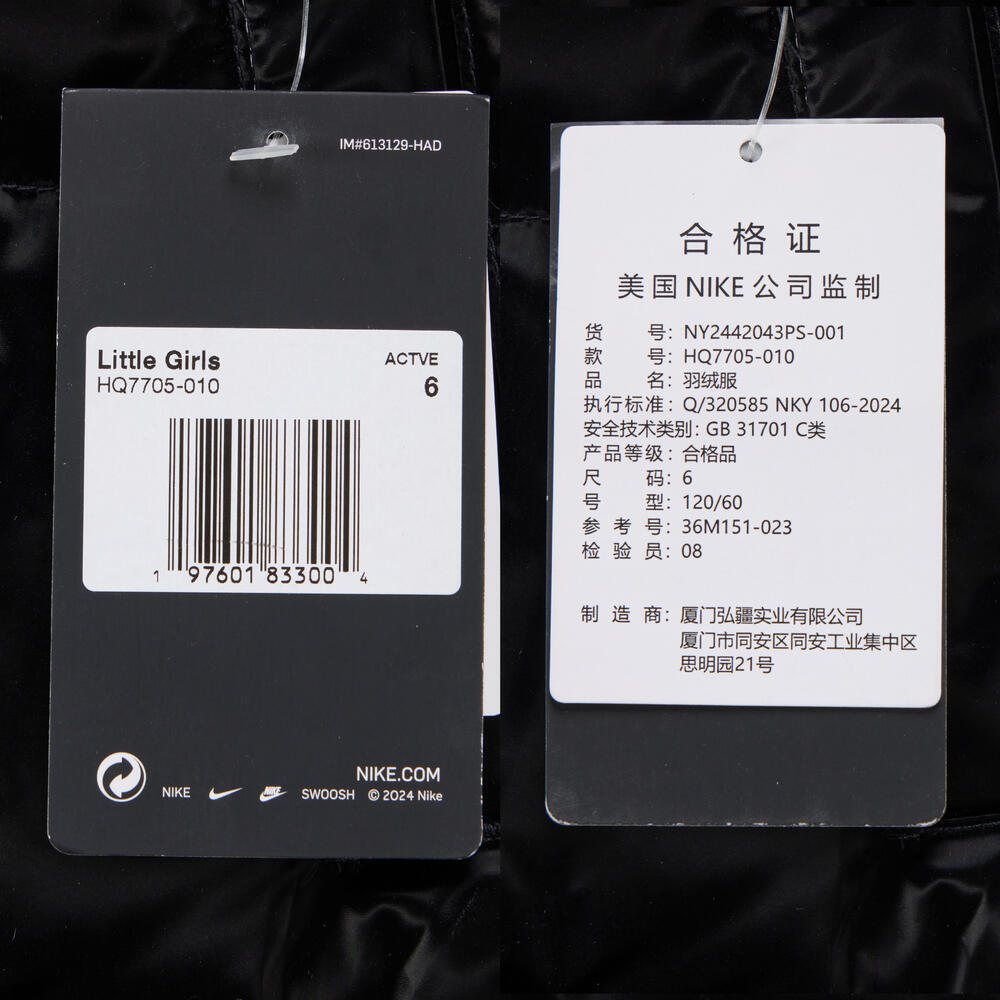 IM#613129-HAD
Little Girls
ACTVE
HQ7705-010
6
1 97601 83300 4
NIKE.COM
NIKE NIKE SWOOSH © 2024 Nike
合格证
美国NIKE公司监制
货号：NY2442043PS-001
款号：HQ7705-010
品名：羽绒服
执行标准：Q/320585 NKY 106-2024
安全技术类别：GB 31701 C类
产品等级：合格品
尺码：6
号型：120/60
参考号：36M151-023
检验员：08
制造商：厦门弘疆实业有限公司
厦门市同安区同安工业集中区
思明园21号